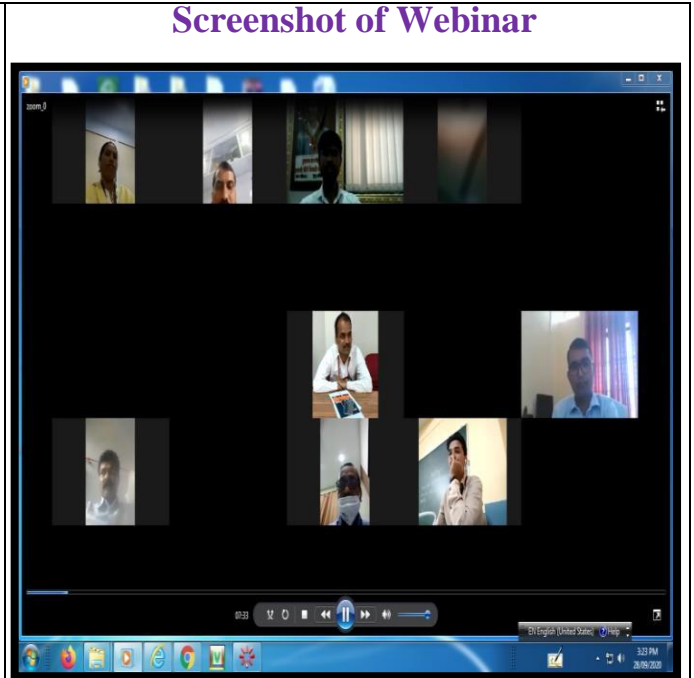 Screenshot of Webinar
zoom_0
07:33
EN English (United States) Help
3:23 PM
28/09/2020